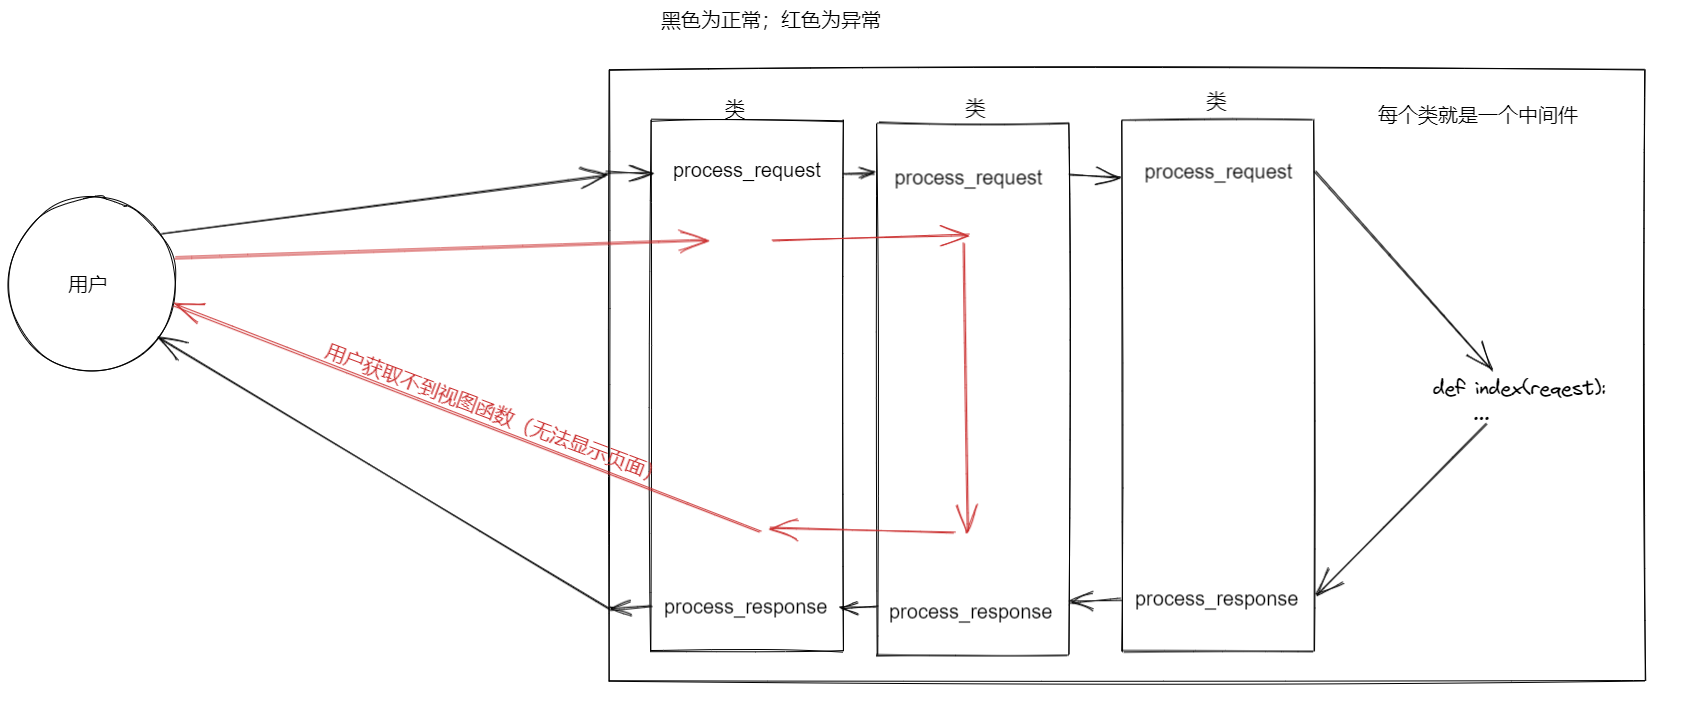 黑色为正常；红色为异常
类
类
类
每个类就是一个中间件
process_request
process_request
process_request
用户
用户获取不到视图函数（无法显示页面）
def index(reqest):
...
process_response
process_response
process_response